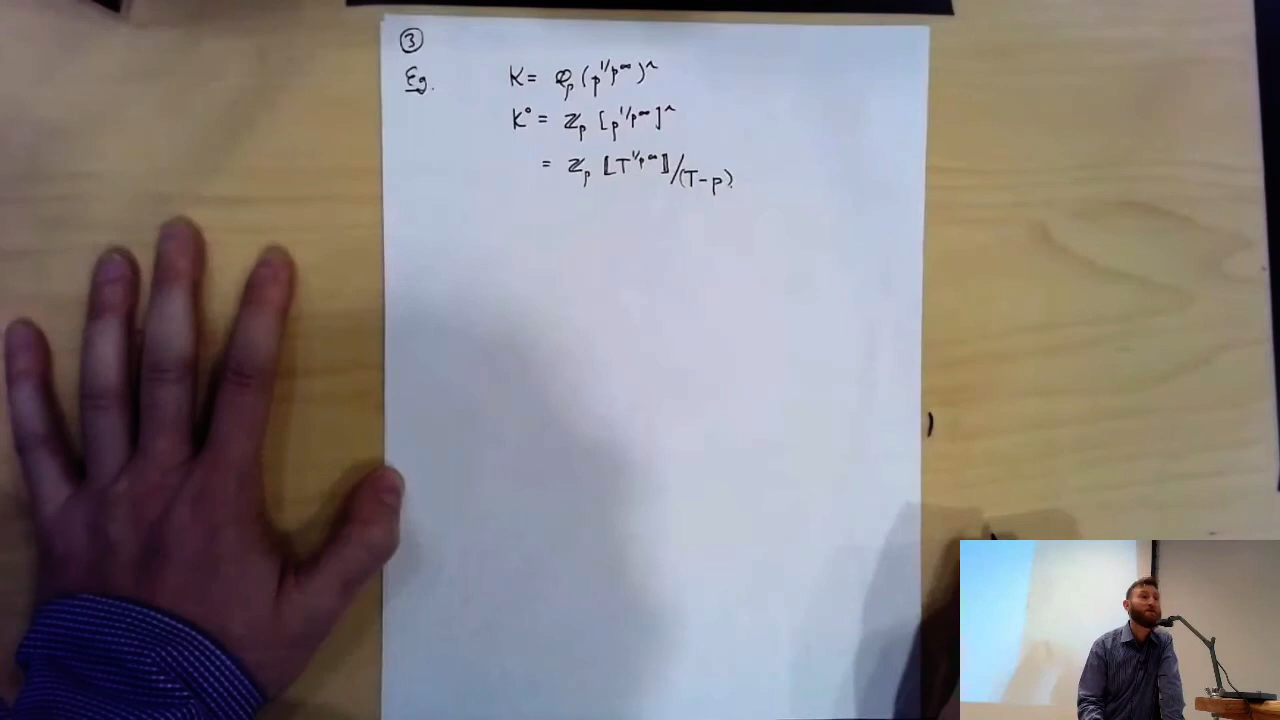 ③
Eg. K = ℚ_p (p^{1/p^∞})^∧
K° = ℤ_p [p^{1/p^∞}]^∧
= ℤ_p ⟦T^{1/p^∞}⟧/(T-p).